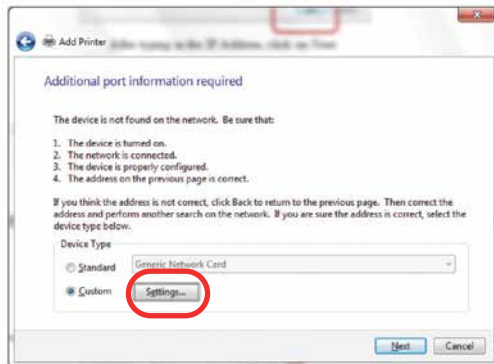 Add Printer
Additional port information required
The device is not found on the network. Be sure that:
1. The device is turned on.
2. The network is connected.
3. The device is properly configured.
4. The address on the previous page is correct.
If you think the address is not correct, click Back to return to the previous page. Then correct the
address and perform another search on the network. If you are sure the address is correct, select the
device type below.
Device Type
Standard Generic Network Card
Custom Settings...
Next Cancel